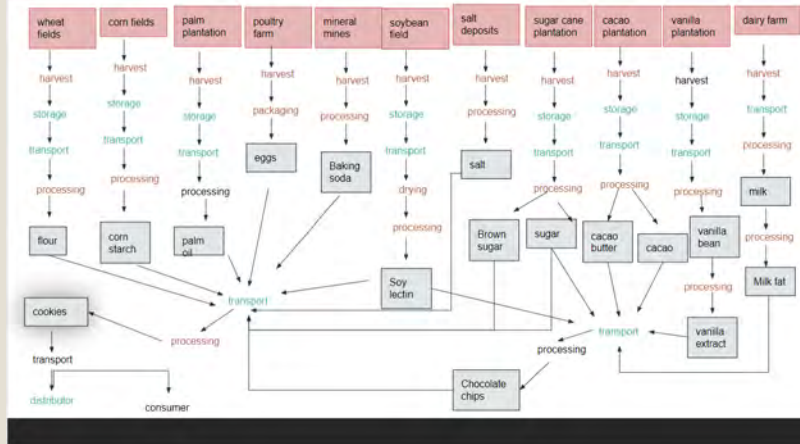 wheat
fields
corn fields
palm
plantation
poultry
farm
mineral
mines
soybean
field
salt
deposits
sugar cane
plantation
cacao
plantation
vanilla
plantation
dairy farm
harvest
harvest
harvest
harvest
harvest
harvest
harvest
harvest
harvest
harvest
harvest
storage
storage
storage
packaging
processing
storage
processing
storage
storage
storage
transport
transport
transport
transport
transport
transport
transport
transport
processing
processing
processing
processing
eggs
Baking
soda
drying
salt
processing
processing
processing
milk
flour
corn
starch
palm
oil
processing
Brown
sugar
sugar
cacao
butter
cacao
vanilla
bean
processing
Soy
lectin
processing
Milk fat
cookies
transport
transport
vanilla
extract
processing
processing
transport
Chocolate
chips
distributor
consumer